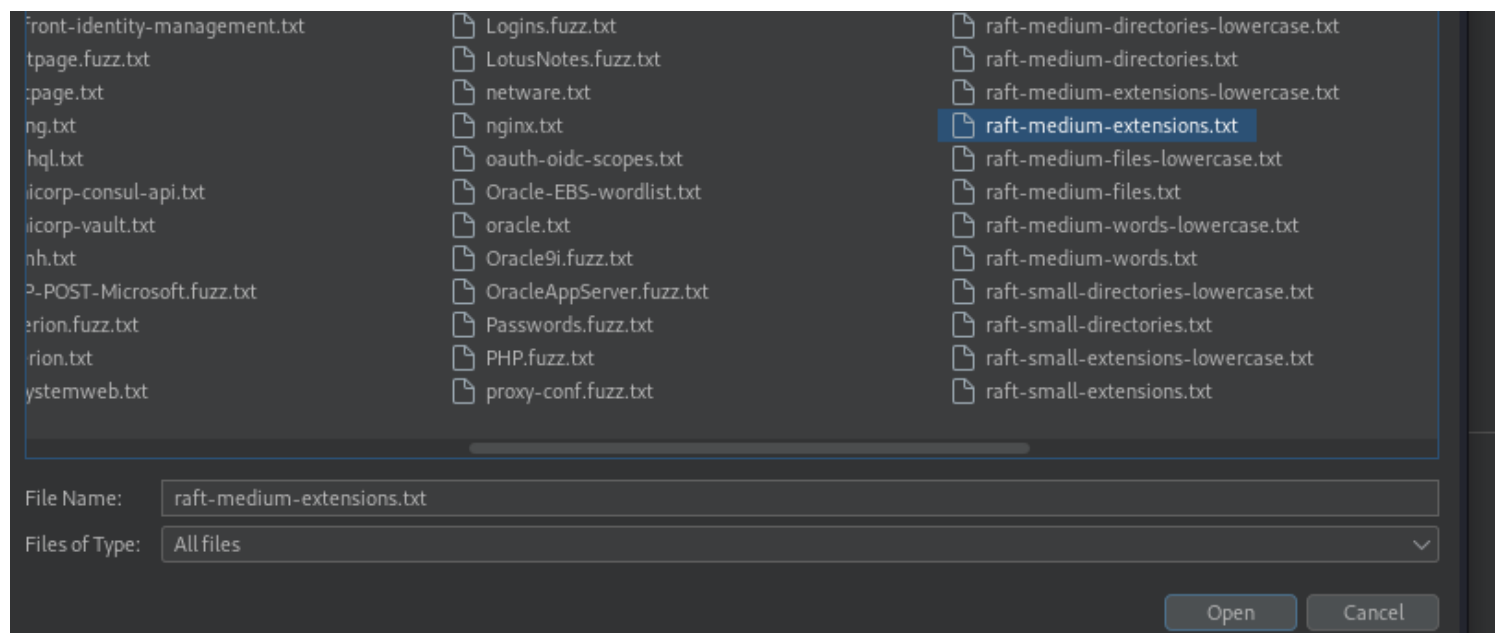 front-identity-management.txt
tpage.fuzz.txt
page.txt
ng.txt
hql.txt
icorp-consul-api.txt
icorp-vault.txt
nh.txt
P-POST-Microsoft.fuzz.txt
erion.fuzz.txt
rion.txt
ystemweb.txt
Logins.fuzz.txt
LotusNotes.fuzz.txt
netware.txt
nginx.txt
oauth-oidc-scopes.txt
Oracle-EBS-wordlist.txt
oracle.txt
Oracle9i.fuzz.txt
OracleAppServer.fuzz.txt
Passwords.fuzz.txt
PHP.fuzz.txt
proxy-conf.fuzz.txt
raft-medium-directories-lowercase.txt
raft-medium-directories.txt
raft-medium-extensions-lowercase.txt
raft-medium-extensions.txt
raft-medium-files-lowercase.txt
raft-medium-files.txt
raft-medium-words-lowercase.txt
raft-medium-words.txt
raft-small-directories-lowercase.txt
raft-small-directories.txt
raft-small-extensions-lowercase.txt
raft-small-extensions.txt
File Name: raft-medium-extensions.txt
Files of Type: All files
Open Cancel